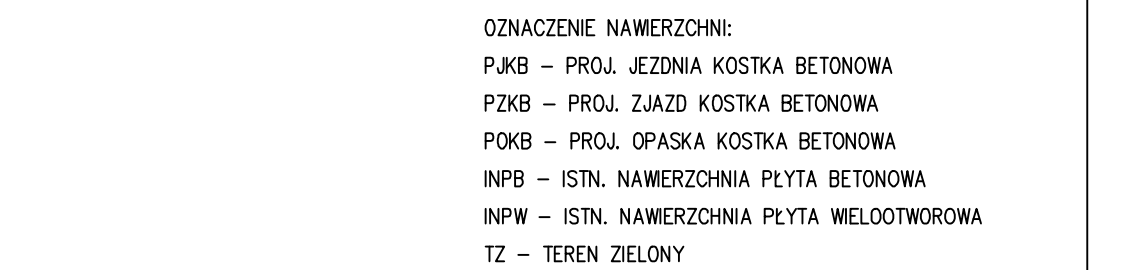 OZNACZENIE NAWIERZCHNI:
PJKB – PROJ. JEZDNIA KOSTKA BETONOWA
PZKB – PROJ. ZJAZD KOSTKA BETONOWA
POKB – PROJ. OPASKA KOSTKA BETONOWA
INPB – ISTN. NAWIERZCHNIA PŁYTA BETONOWA
INPW – ISTN. NAWIERZCHNIA PŁYTA WIELOOTWOROWA
TZ – TEREN ZIELONY